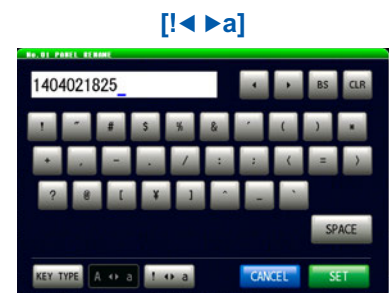 [!◀ ▶a]
No.01 PANEL RENAME
1404021825_
◀ ▶ BS CLR
! " # $ % & ' ( ) *
+ , - . / : ; < = >
? @ [ ¥ ] ^ _ `
SPACE
KEY TYPE A ◀▶ a ! ◀▶ a CANCEL SET